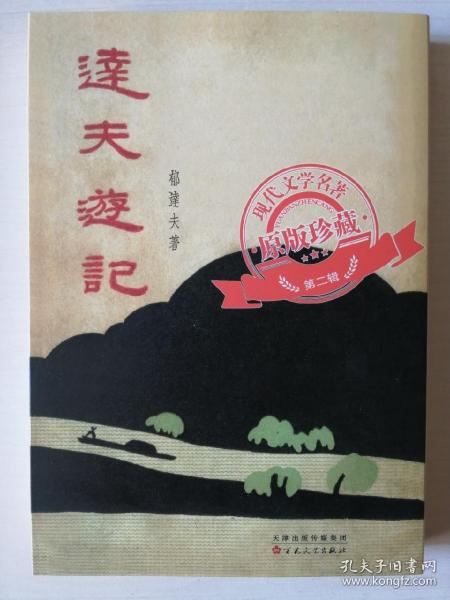 達夫遊記
郁達夫著
现代文学名著
YUANBANZHENCANG
原版珍藏
第二辑
天津出版传媒集团
百花文艺出版社
孔夫子旧书网
www.kongfz.com